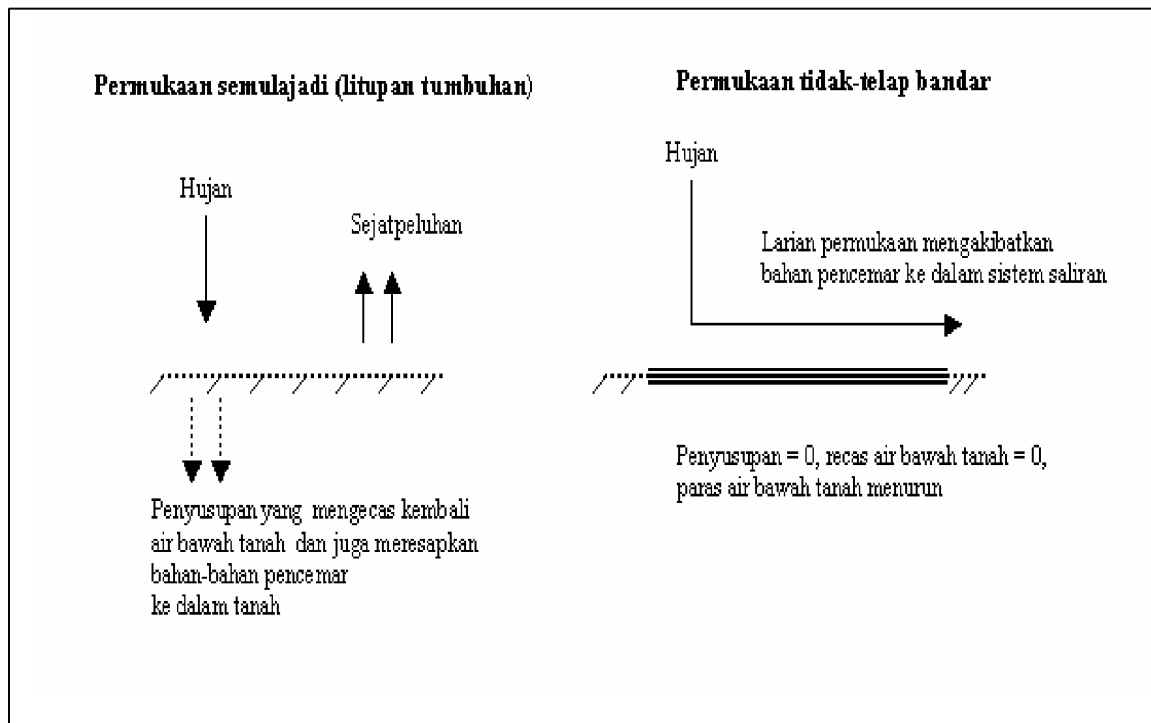 Permukaan semulajadi (litupan tumbuhan)
Hujan
Sejatpeluhan
Penyusupan yang mengecas kembali
air bawah tanah dan juga meresapkan
bahan-bahan pencemar
ke dalam tanah
Permukaan tidak-telap bandar
Hujan
Larian permukaan mengakibatkan
bahan pencemar ke dalam sistem saliran
Penyusupan = 0, recas air bawah tanah = 0,
paras air bawah tanah menurun